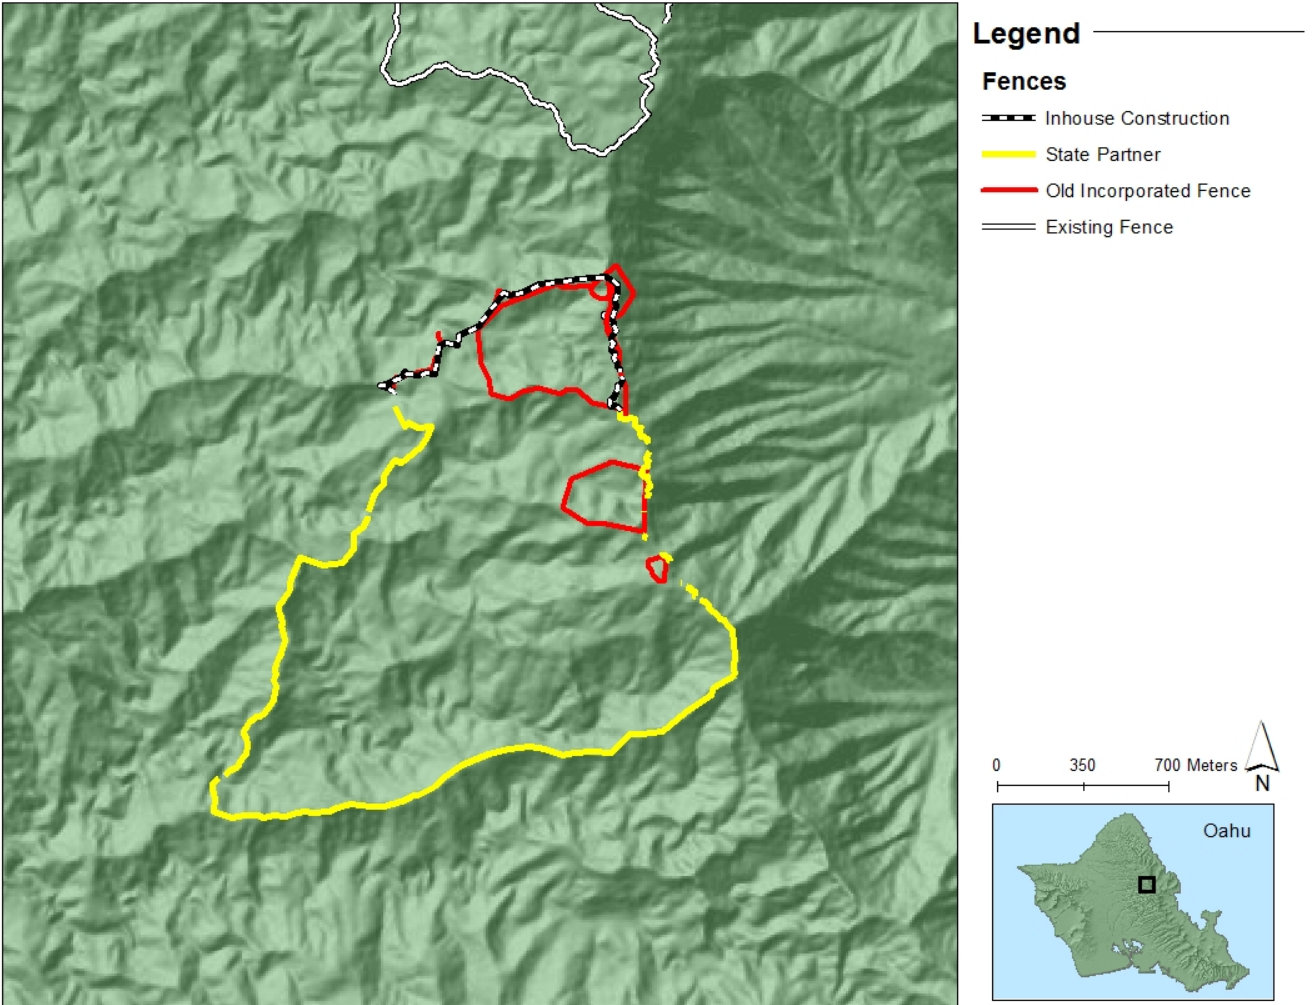 Legend
Fences
Inhouse Construction
State Partner
Old Incorporated Fence
Existing Fence
0 350 700 Meters
N
Oahu